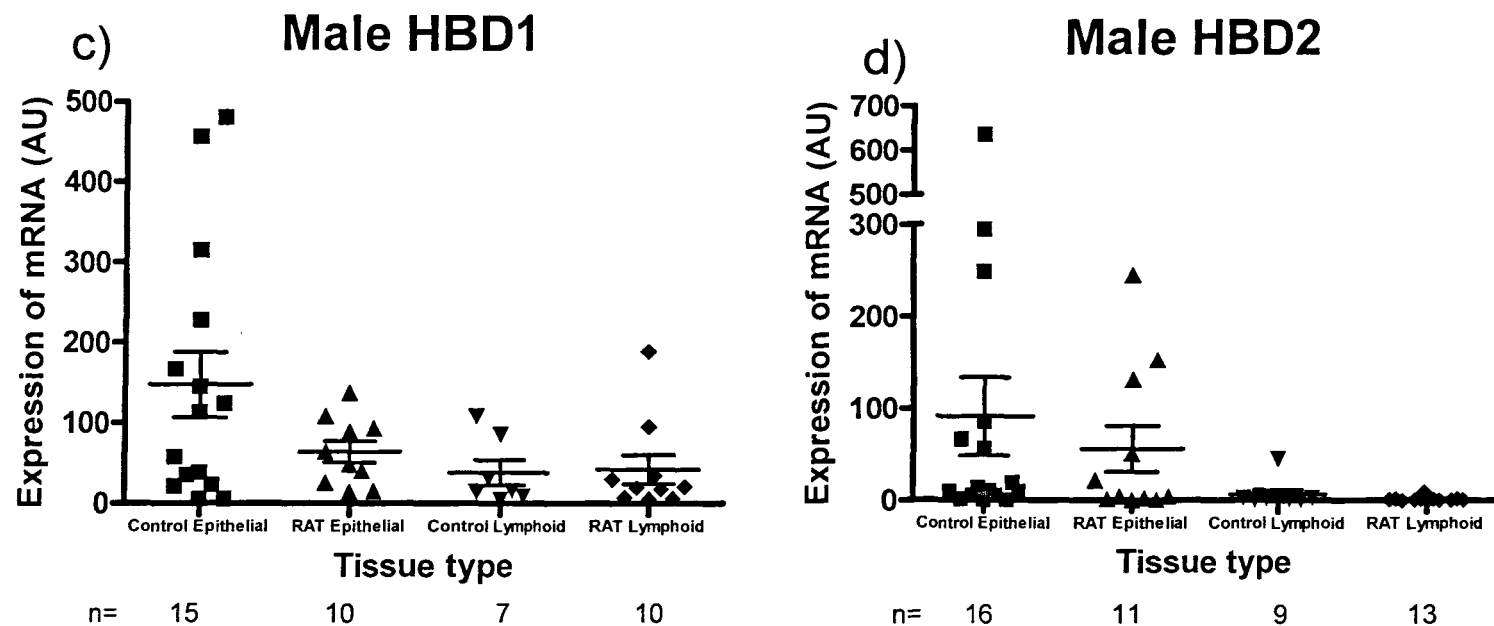 c) Male HBD1
Expression of mRNA (AU)
500
400
300
200
100
0
Control Epithelial RAT Epithelial Control Lymphoid RAT Lymphoid
Tissue type
n= 15 10 7 10
d) Male HBD2
Expression of mRNA (AU)
700
600
500
300
200
100
0
Control Epithelial RAT Epithelial Control Lymphoid RAT Lymphoid
Tissue type
n= 16 11 9 13